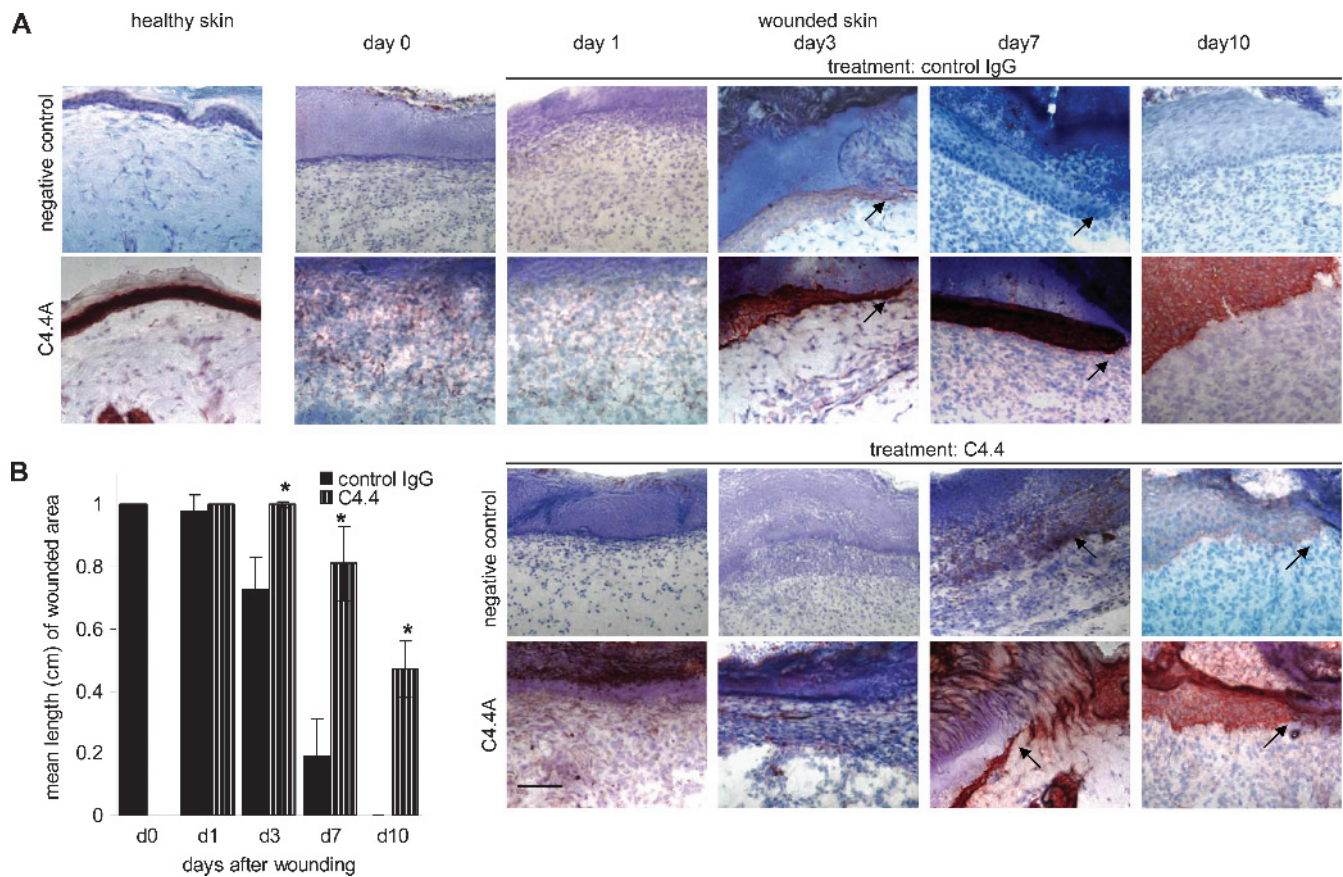 A
healthy skin
wounded skin
day 0
day 1
day3
day7
day10
treatment: control IgG
negative control
C4.4A
B
control IgG
C4.4
*
*
*
1
0.8
0.6
0.4
0.2
0
mean length (cm) of wounded area
d0
d1
d3
d7
d10
days after wounding
treatment: C4.4
negative control
C4.4A